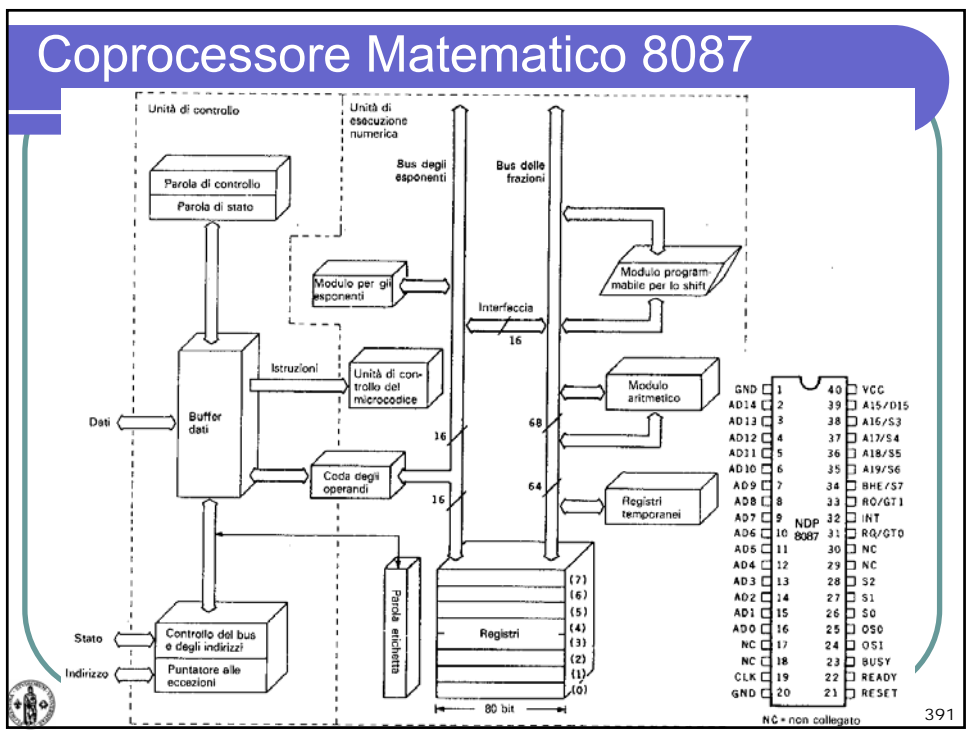 Coprocessore Matematico 8087
Unità di controllo
Unità di
esecuzione
numerica
Bus degli
esponenti
Bus delle
frazioni
Parola di controllo
Parola di stato
Modulo per gli
esponenti
Modulo program-
mabile per lo shift
Interfaccia
16
Istruzioni
Unità di con-
trollo del
microcodice
Modulo
aritmetico
Dati
Buffer
dati
16
68
Coda degli
operandi
16
64
Registri
temporanei
Parola etichetta
Registri
(7)
(6)
(5)
(4)
(3)
(2)
(1)
(0)
80 bit
Stato
Controllo del bus
e degli indirizzi
Indirizzo
Puntatore alle
eccezioni
NDP
8087
GND 1 40 VCC
AD14 2 39 A15/D15
AD13 3 38 A16/S3
AD12 4 37 A17/S4
AD11 5 36 A18/S5
AD10 6 35 A19/S6
AD9 7 34 BHE/S7
AD8 8 33 RQ/GT1
AD7 9 32 INT
AD6 10 31 RQ/GT0
AD5 11 30 NC
AD4 12 29 NC
AD3 13 28 S2
AD2 14 27 S1
AD1 15 26 S0
AD0 16 25 OS0
NC 17 24 OSI
NC 18 23 BUSY
CLK 19 22 READY
GND 20 21 RESET
NC = non collegato
391